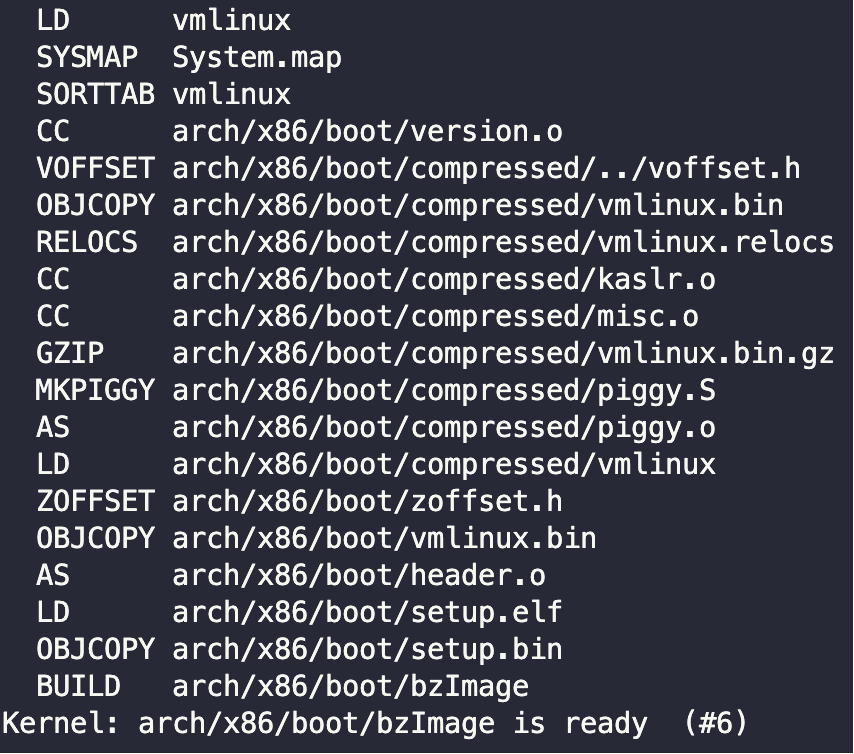 LD      vmlinux
SYSMAP  System.map
SORTTAB vmlinux
CC      arch/x86/boot/version.o
VOFFSET arch/x86/boot/compressed/../voffset.h
OBJCOPY arch/x86/boot/compressed/vmlinux.bin
RELOCS  arch/x86/boot/compressed/vmlinux.relocs
CC      arch/x86/boot/compressed/kaslr.o
CC      arch/x86/boot/compressed/misc.o
GZIP    arch/x86/boot/compressed/vmlinux.bin.gz
MKPIGGY arch/x86/boot/compressed/piggy.S
AS      arch/x86/boot/compressed/piggy.o
LD      arch/x86/boot/compressed/vmlinux
ZOFFSET arch/x86/boot/zoffset.h
OBJCOPY arch/x86/boot/vmlinux.bin
AS      arch/x86/boot/header.o
LD      arch/x86/boot/setup.elf
OBJCOPY arch/x86/boot/setup.bin
BUILD   arch/x86/boot/bzImage
Kernel: arch/x86/boot/bzImage is ready  (#6)